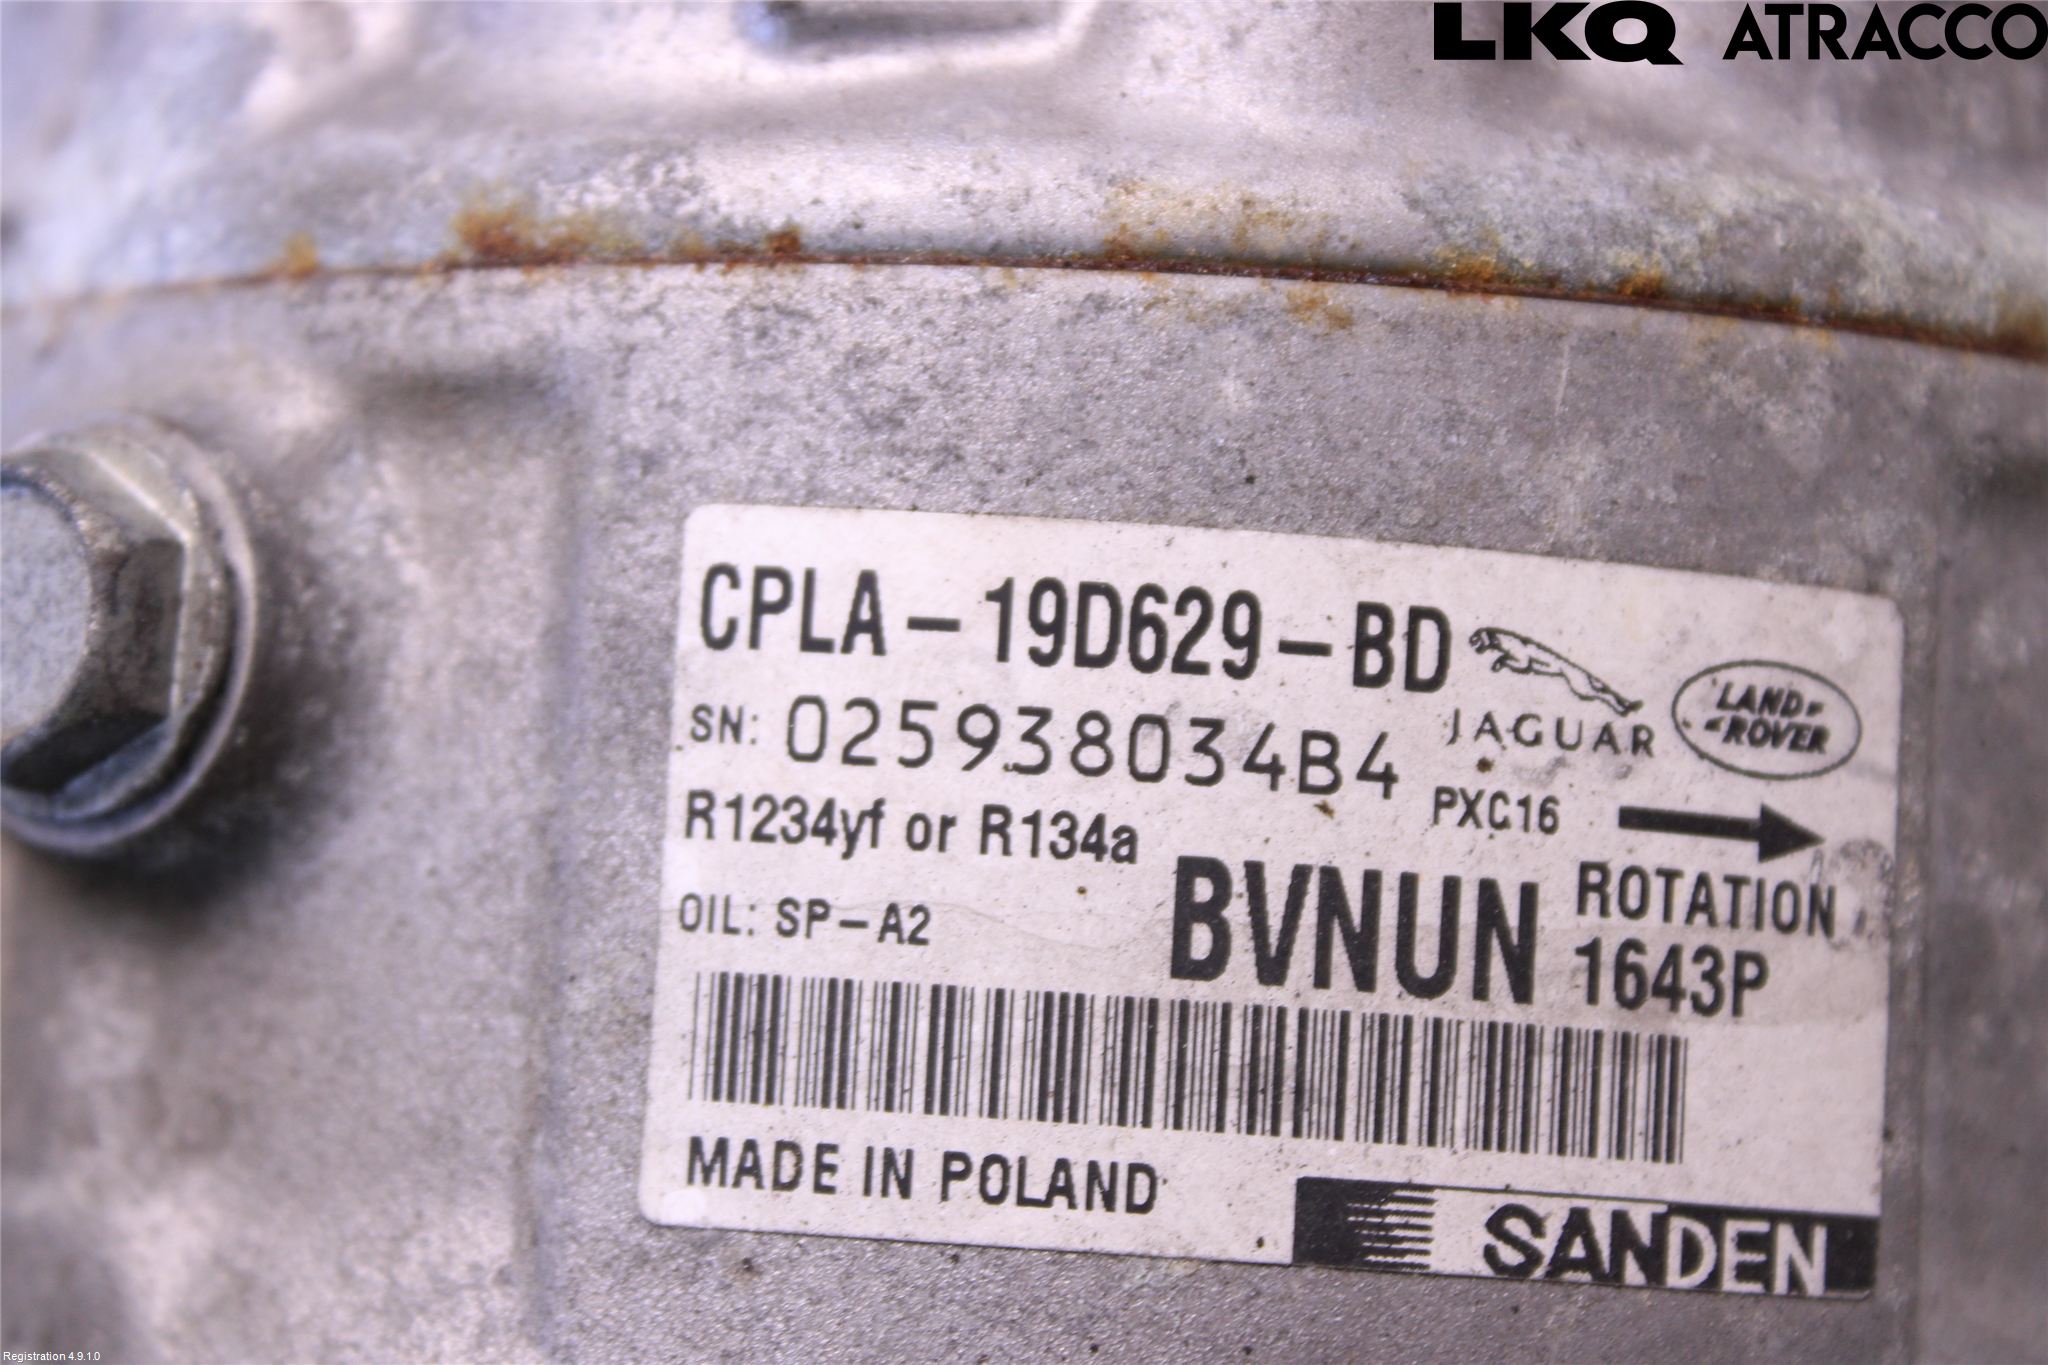 LKQ ATRACCO
CPLA-19D629-BD
JAGUAR
LAND-
-ROVER
SN: 025938034B4
R1234yf or R134a
PXC16
ROTATION
OIL: SP-A2
BVNUN
1643P
MADE IN POLAND
SANDEN
Registration 4.9.1.0